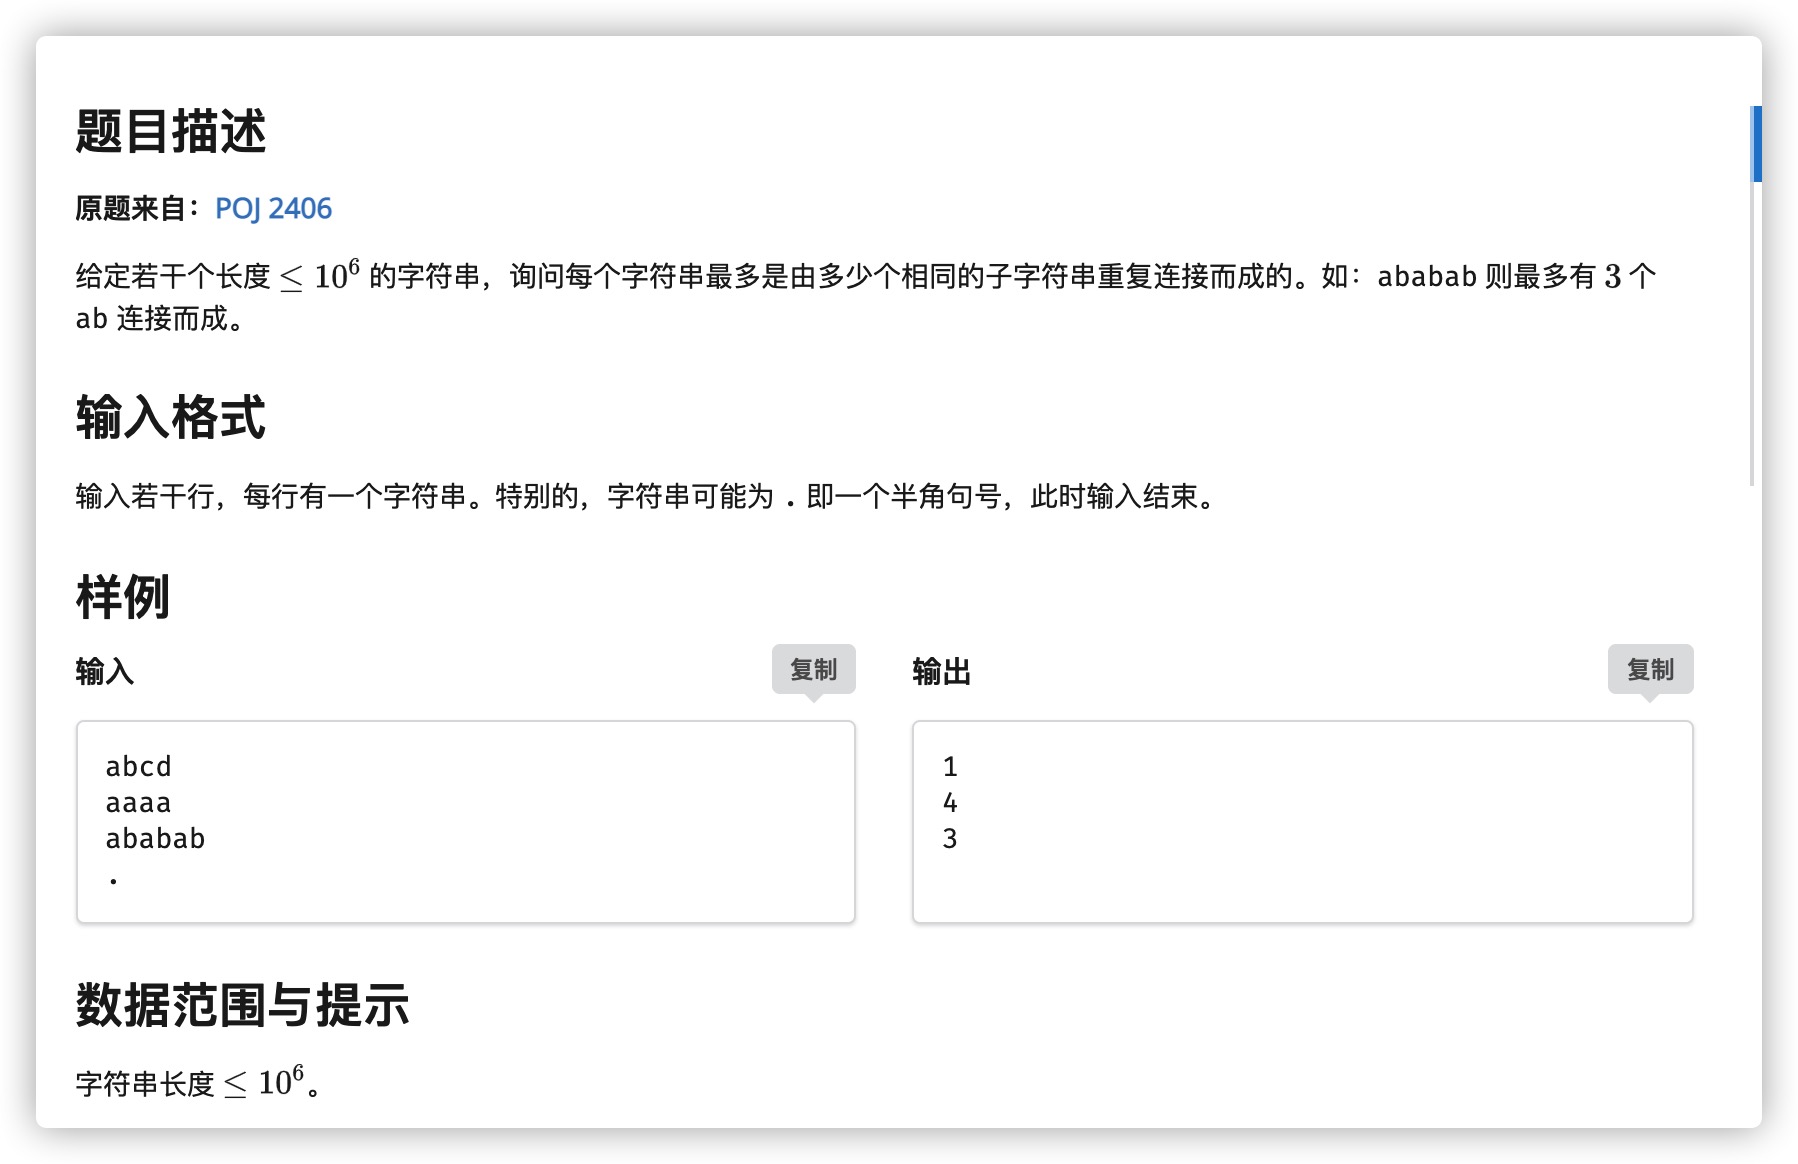 题目描述
原题来自：POJ 2406
给定若干个长度 ≤ 10⁶ 的字符串，询问每个字符串最多是由多少个相同的子字符串重复连接而成的。如：ababab 则最多有 3 个
ab 连接而成。
输入格式
输入若干行，每行有一个字符串。特别的，字符串可能为 . 即一个半角句号，此时输入结束。
样例
输入
复制
abcd
aaaa
ababab
.
输出
复制
1
4
3
数据范围与提示
字符串长度 ≤ 10⁶。